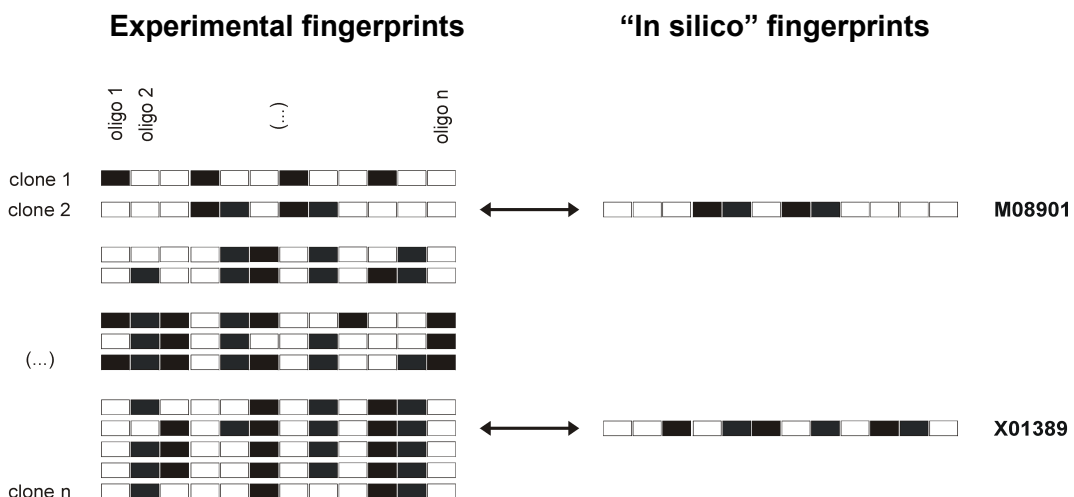 Experimental fingerprints
“In silico” fingerprints
oligo 1
oligo 2
(...)
oligo n
clone 1
clone 2
M08901
(...)
X01389
clone n